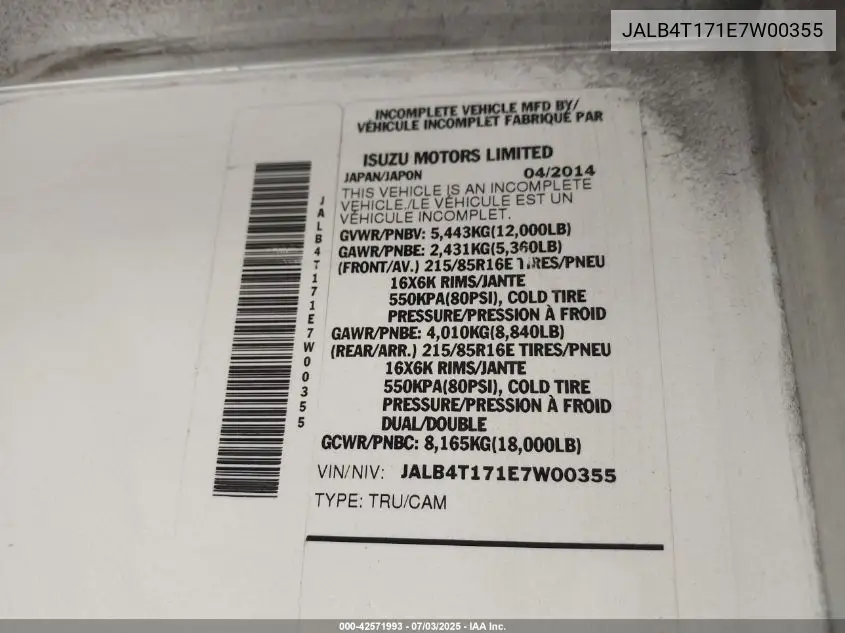 JALB4T171E7W00355
INCOMPLETE VEHICLE MFD BY/
VÉHICULE INCOMPLET FABRIQUÉ PAR
ISUZU MOTORS LIMITED
JAPAN/JAPON 04/2014
THIS VEHICLE IS AN INCOMPLETE
VEHICLE./LE VÉHICULE EST UN
VÉHICULE INCOMPLET.
GVWR/PNBV: 5,443KG(12,000LB)
GAWR/PNBE: 2,431KG(5,360LB)
(FRONT/AV.) 215/85R16E TIRES/PNEU
16X6K RIMS/JANTE
550KPA(80PSI), COLD TIRE
PRESSURE/PRESSION À FROID
GAWR/PNBE: 4,010KG(8,840LB)
(REAR/ARR.) 215/85R16E TIRES/PNEU
16X6K RIMS/JANTE
550KPA(80PSI), COLD TIRE
PRESSURE/PRESSION À FROID
DUAL/DOUBLE
GCWR/PNBC: 8,165KG(18,000LB)
VIN/NIV: JALB4T171E7W00355
TYPE: TRU/CAM
JALB4T171E7W00355
000-42571993 - 07/03/2025 - IAA Inc.